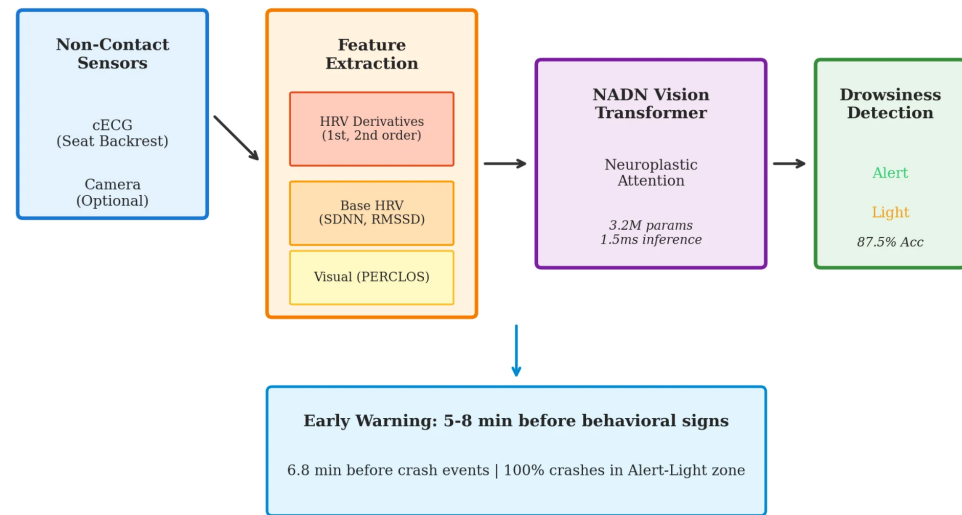 Non-Contact
Sensors
cECG
(Seat Backrest)
Camera
(Optional)
Feature
Extraction
HRV Derivatives
(1st, 2nd order)
Base HRV
(SDNN, RMSSD)
Visual (PERCLOS)
NADN Vision
Transformer
Neuroplastic
Attention
3.2M params
1.5ms inference
Drowsiness
Detection
Alert
Light
87.5% Acc
Early Warning: 5-8 min before behavioral signs
6.8 min before crash events | 100% crashes in Alert-Light zone